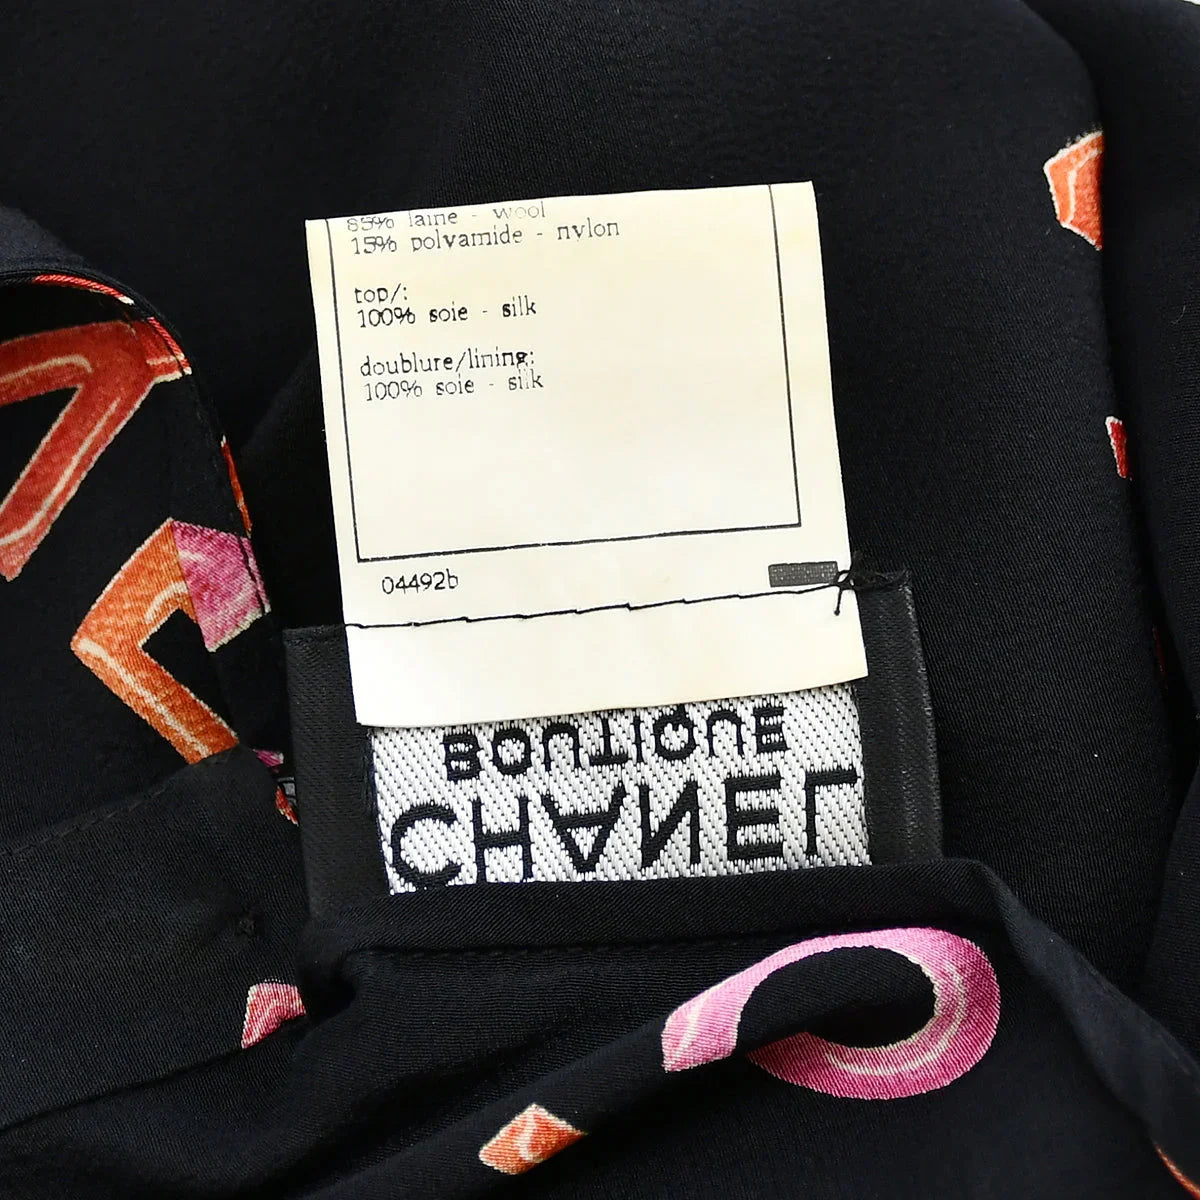 85% laine - wool
15% polyamide - nylon
top/:
100% soie - silk
doublure/lining:
100% soie - silk
04492b
BOUTIQUE
CHANEL